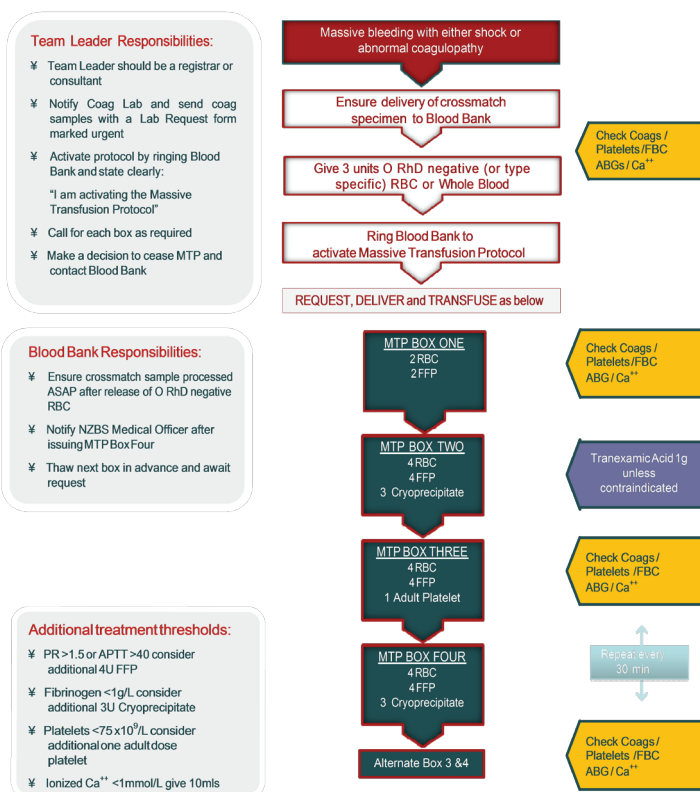 Team Leader Responsibilities:
¥ Team Leader should be a registrar or
consultant
¥ Notify Coag Lab and send coag
samples with a Lab Request form
marked urgent
¥ Activate protocol by ringing Blood
Bank and state clearly:
“I am activating the Massive
Transfusion Protocol”
¥ Call for each box as required
¥ Make a decision to cease MTP and
contact Blood Bank
Massive bleeding with either shock or
abnormal coagulopathy
Ensure delivery of crossmatch
specimen to Blood Bank
Give 3 units O RhD negative (or type
specific) RBC or Whole Blood
Ring Blood Bank to
activate Massive Transfusion Protocol
REQUEST, DELIVER and TRANSFUSE as below
Check Coags /
Platelets /FBC
ABGs / Ca++
Blood Bank Responsibilities:
¥ Ensure crossmatch sample processed
ASAP after release of O RhD negative
RBC
¥ Notify NZBS Medical Officer after
issuing MTP Box Four
¥ Thaw next box in advance and await
request
MTP BOX ONE
2 RBC
2 FFP
Check Coags /
Platelets/FBC
ABG / Ca++
MTP BOX TWO
4 RBC
4 FFP
3 Cryoprecipitate
Tranexamic Acid 1g
unless
contraindicated
MTP BOX THREE
4 RBC
4 FFP
1 Adult Platelet
Check Coags /
Platelets /FBC
ABG / Ca++
Additional treatment thresholds:
¥ PR >1.5 or APTT >40 consider
additional 4U FFP
¥ Fibrinogen <1g/L consider
additional 3U Cryoprecipitate
¥ Platelets <75 x10⁹/L consider
additional one adult dose
platelet
¥ Ionized Ca++ <1mmol/L give 10mls
MTP BOX FOUR
4 RBC
4 FFP
3 Cryoprecipitate
Repeat every
30 min
Alternate Box 3 &4
Check Coags /
Platelets /FBC
ABG / Ca++